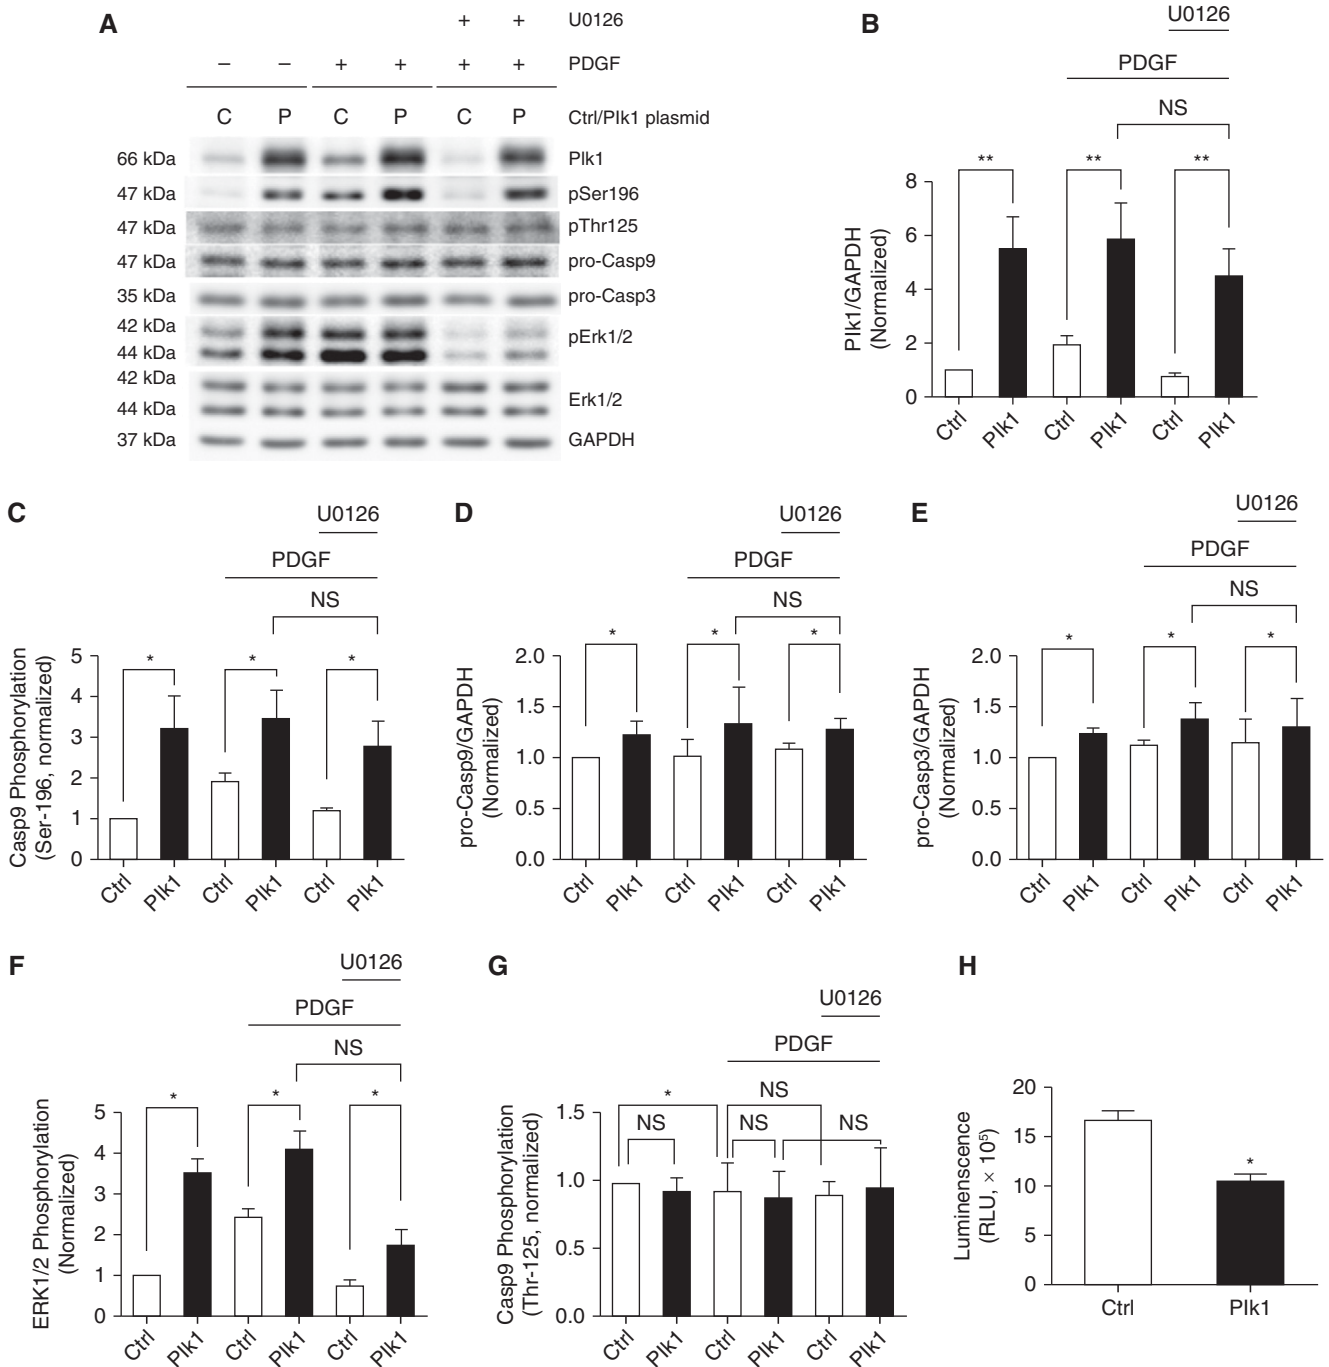 A
+ + U0126
– – + + + + PDGF
C P C P C P Ctrl/Plk1 plasmid
66 kDa Plk1
47 kDa pSer196
47 kDa pThr125
47 kDa pro-Casp9
35 kDa pro-Casp3
42 kDa
pErk1/2
44 kDa
42 kDa
Erk1/2
44 kDa
37 kDa GAPDH
B
U0126
PDGF
NS
** ** **
Plk1/GAPDH
(Normalized)
8
6
4
2
0
Ctrl Plk1 Ctrl Plk1 Ctrl Plk1
C
U0126
PDGF
NS
* * *
Casp9 Phosphorylation
(Ser-196, normalized)
5
4
3
2
1
0
Ctrl Plk1 Ctrl Plk1 Ctrl Plk1
D
U0126
PDGF
NS
* * *
pro-Casp9/GAPDH
(Normalized)
2.0
1.5
1.0
0.5
0.0
Ctrl Plk1 Ctrl Plk1 Ctrl Plk1
E
U0126
PDGF
NS
* * *
pro-Casp3/GAPDH
(Normalized)
2.0
1.5
1.0
0.5
0.0
Ctrl Plk1 Ctrl Plk1 Ctrl Plk1
F
U0126
PDGF
NS
* * *
ERK1/2 Phosphorylation
(Normalized)
5
4
3
2
1
0
Ctrl Plk1 Ctrl Plk1 Ctrl Plk1
G
U0126
PDGF
* NS
NS NS NS
Casp9 Phosphorylation
(Thr-125, normalized)
1.5
1.0
0.5
0.0
Ctrl Plk1 Ctrl Plk1 Ctrl Plk1
H
Luminenscence
(RLU, × 10⁵)
20
15
10
5
0
*
Ctrl Plk1